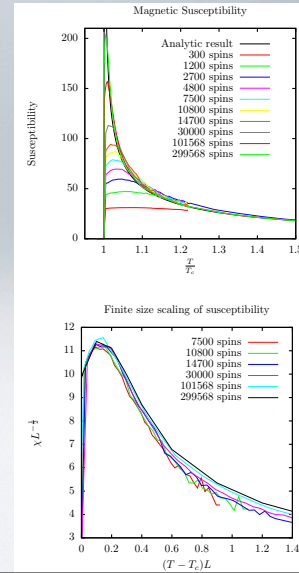 Magnetic Susceptibility
200
150
100
50
0
Susceptibility
Analytic result
300 spins
1200 spins
2700 spins
4800 spins
7500 spins
10800 spins
14700 spins
30000 spins
101568 spins
299568 spins
1 1.1 1.2 1.3 1.4 1.5
T/T_c
Finite size scaling of susceptibility
12
11
10
9
8
7
6
5
4
3
7500 spins
10800 spins
14700 spins
30000 spins
101568 spins
299568 spins
0 0.2 0.4 0.6 0.8 1 1.2 1.4
(T − T_c)L